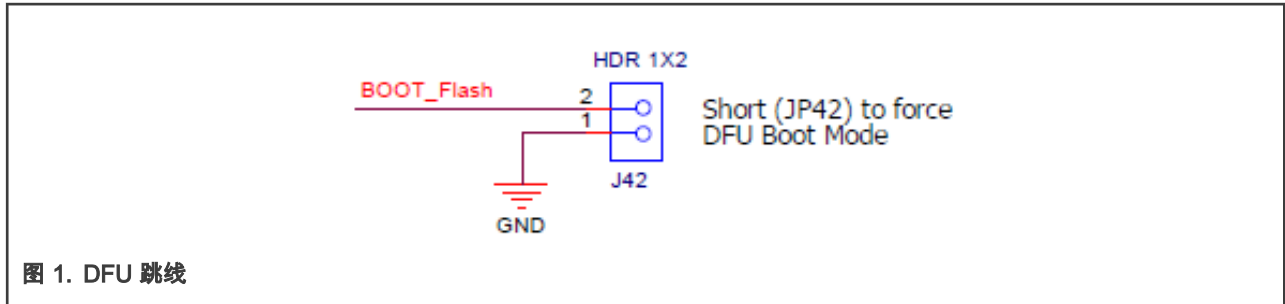 HDR 1X2
BOOT_Flash
2
1
Short (JP42) to force
DFU Boot Mode
J42
GND
图 1. DFU 跳线